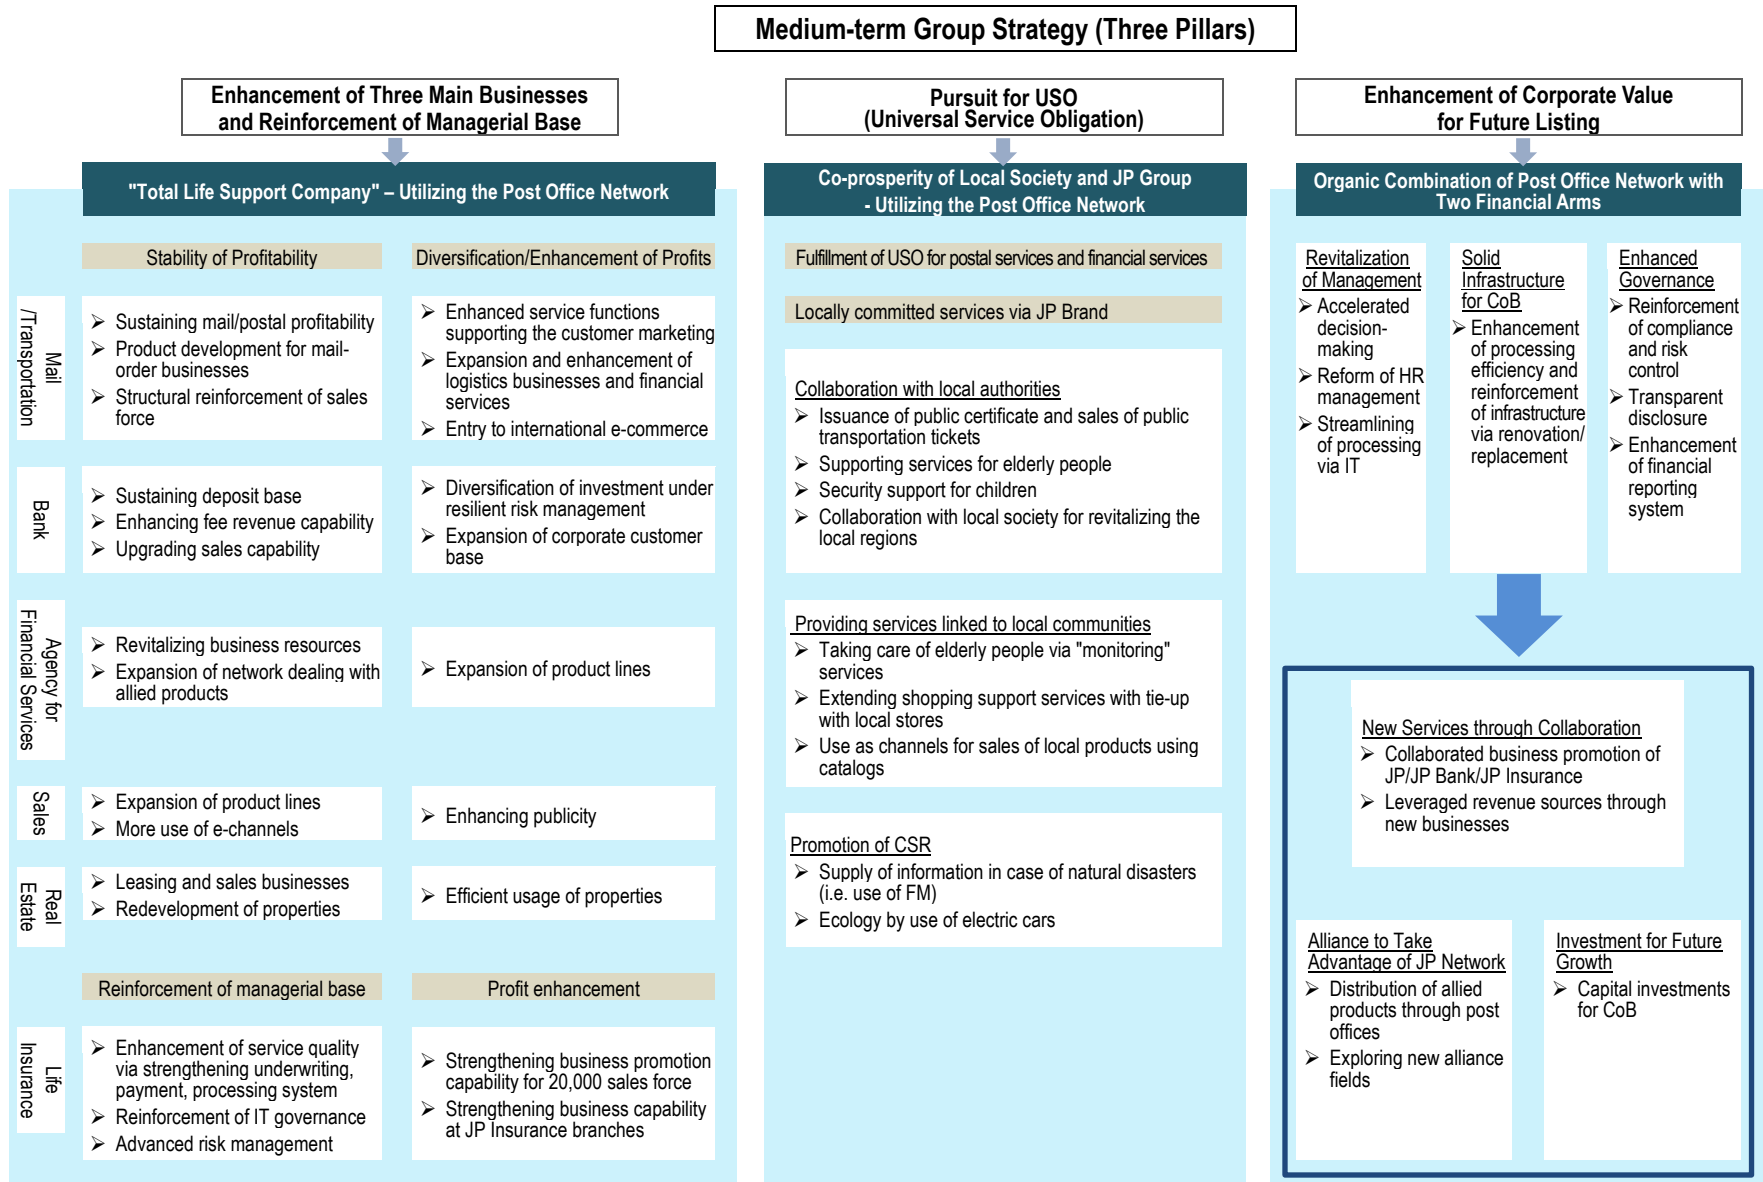 Medium-term Group Strategy (Three Pillars)
Enhancement of Three Main Businesses
and Reinforcement of Managerial Base
"Total Life Support Company" – Utilizing the Post Office Network
Stability of Profitability
Diversification/Enhancement of Profits
Mail
/Transportation
➢ Sustaining mail/postal profitability
➢ Product development for mail-
order businesses
➢ Structural reinforcement of sales
force
➢ Enhanced service functions
supporting the customer marketing
➢ Expansion and enhancement of
logistics businesses and financial
services
➢ Entry to international e-commerce
Bank
➢ Sustaining deposit base
➢ Enhancing fee revenue capability
➢ Upgrading sales capability
➢ Diversification of investment under
resilient risk management
➢ Expansion of corporate customer
base
Agency for
Financial Services
➢ Revitalizing business resources
➢ Expansion of network dealing with
allied products
➢ Expansion of product lines
Sales
➢ Expansion of product lines
➢ More use of e-channels
➢ Enhancing publicity
Real
Estate
➢ Leasing and sales businesses
➢ Redevelopment of properties
➢ Efficient usage of properties
Reinforcement of managerial base
Profit enhancement
Life
Insurance
➢ Enhancement of service quality
via strengthening underwriting,
payment, processing system
➢ Reinforcement of IT governance
➢ Advanced risk management
➢ Strengthening business promotion
capability for 20,000 sales force
➢ Strengthening business capability
at JP Insurance branches
Pursuit for USO
(Universal Service Obligation)
Co-prosperity of Local Society and JP Group
- Utilizing the Post Office Network
Fulfillment of USO for postal services and financial services
Locally committed services via JP Brand
Collaboration with local authorities
➢ Issuance of public certificate and sales of public
transportation tickets
➢ Supporting services for elderly people
➢ Security support for children
➢ Collaboration with local society for revitalizing the
local regions
Providing services linked to local communities
➢ Taking care of elderly people via "monitoring"
services
➢ Extending shopping support services with tie-up
with local stores
➢ Use as channels for sales of local products using
catalogs
Promotion of CSR
➢ Supply of information in case of natural disasters
(i.e. use of FM)
➢ Ecology by use of electric cars
Enhancement of Corporate Value
for Future Listing
Organic Combination of Post Office Network with
Two Financial Arms
Revitalization
of Management
➢ Accelerated
decision-
making
➢ Reform of HR
management
➢ Streamlining
of processing
via IT
Solid
Infrastructure
for CoB
➢ Enhancement
of processing
efficiency and
reinforcement
of infrastructure
via renovation/
replacement
Enhanced
Governance
➢ Reinforcement
of compliance
and risk
control
➢ Transparent
disclosure
➢ Enhancement
of financial
reporting
system
New Services through Collaboration
➢ Collaborated business promotion of
JP/JP Bank/JP Insurance
➢ Leveraged revenue sources through
new businesses
Alliance to Take
Advantage of JP Network
➢ Distribution of allied
products through post
offices
➢ Exploring new alliance
fields
Investment for Future
Growth
➢ Capital investments
for CoB